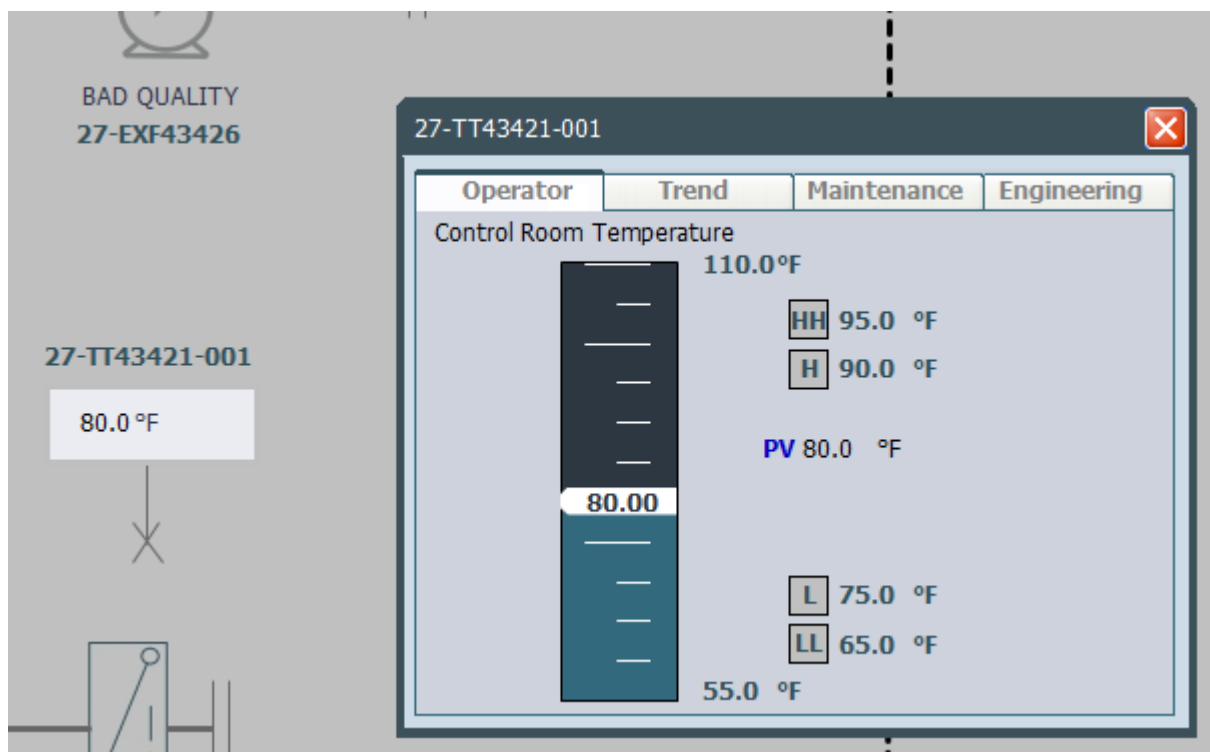 BAD QUALITY
27-EXF43426
27-TT43421-001
80.0 °F
27-TT43421-001
Operator
Trend
Maintenance
Engineering
Control Room Temperature
110.0°F
HH 95.0 °F
H 90.0 °F
PV 80.0 °F
80.00
L 75.0 °F
LL 65.0 °F
55.0 °F